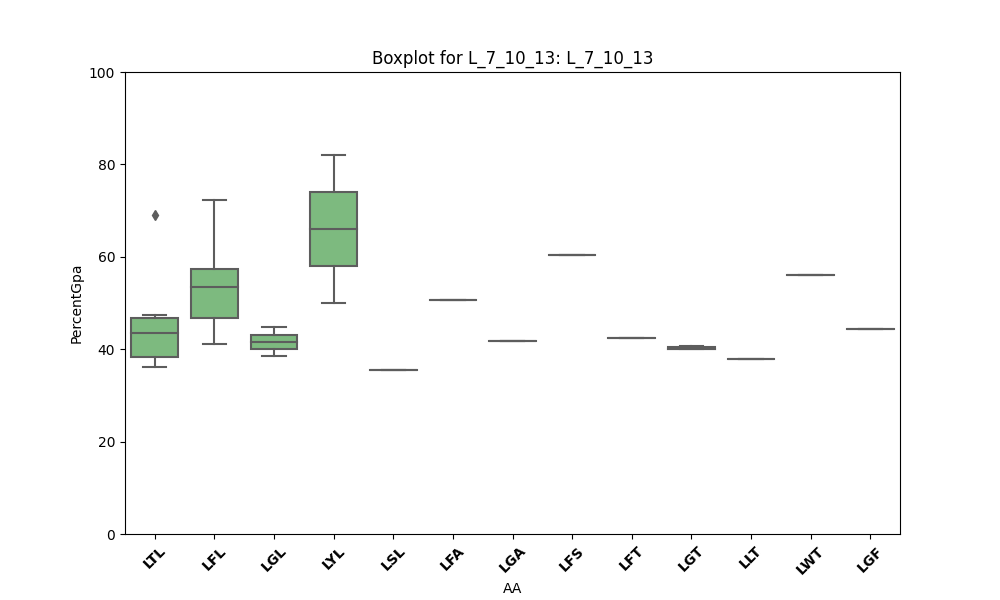 Boxplot for L_7_10_13: L_7_10_13
100
80
60
40
20
0
PercentGpa
LTL LFL LGL LYL LSL LFA LGA LFS LFT LGT LLT LWT LGF
AA